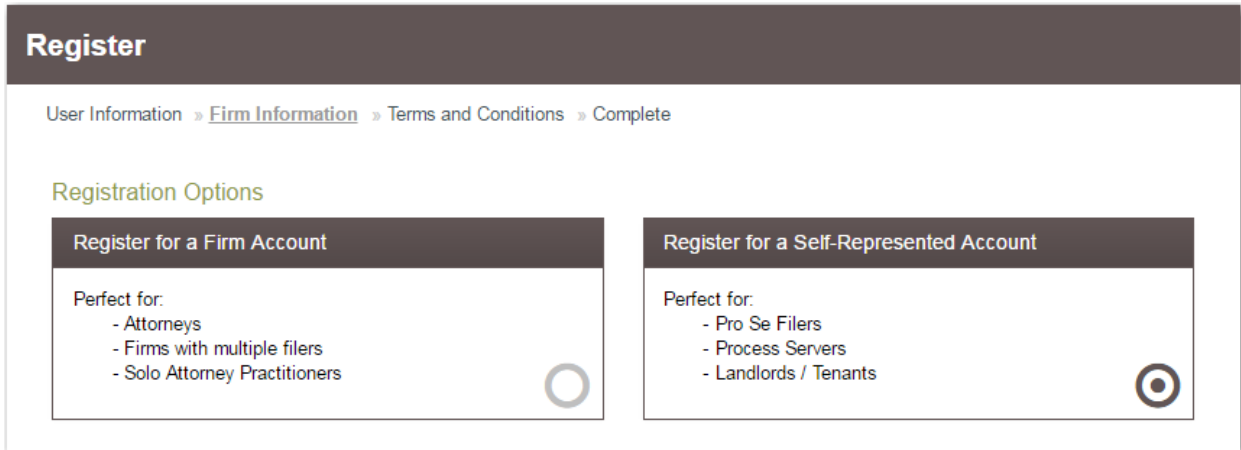 Register
User Information » Firm Information » Terms and Conditions » Complete
Registration Options
Register for a Firm Account
Perfect for:
- Attorneys
- Firms with multiple filers
- Solo Attorney Practitioners
Register for a Self-Represented Account
Perfect for:
- Pro Se Filers
- Process Servers
- Landlords / Tenants